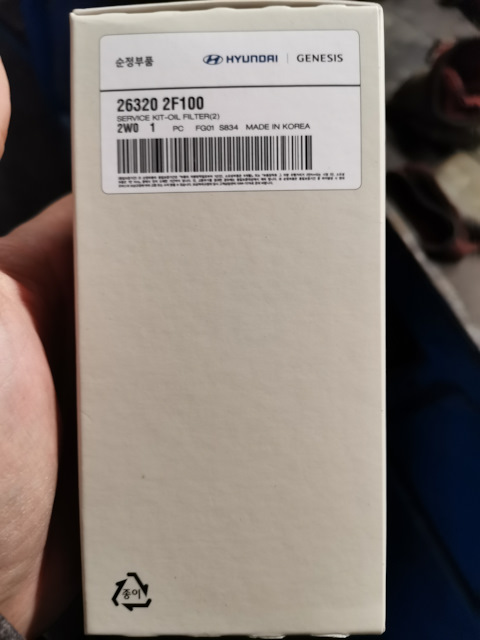 순정부품 HYUNDAI | GENESIS
26320 2F100
SERVICE KIT-OIL FILTER(2)
2W0 1 PC FG01 S834 MADE IN KOREA
종이